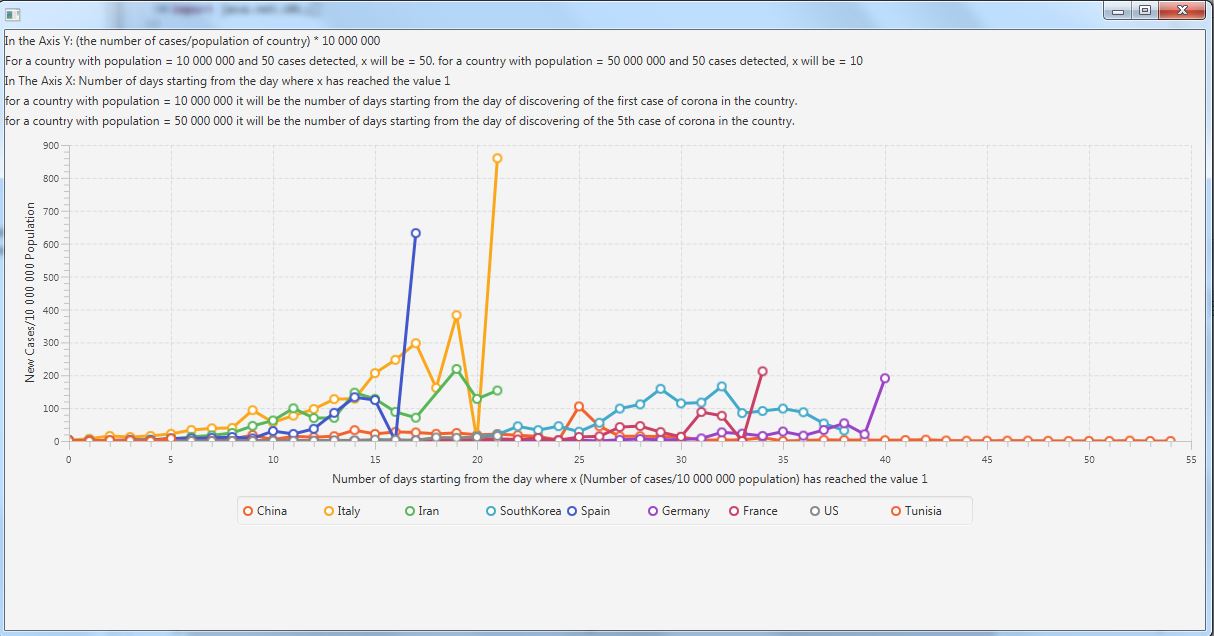 In the Axis Y: (the number of cases/population of country) * 10 000 000
For a country with population = 10 000 000 and 50 cases detected, x will be = 50. for a country with population = 50 000 000 and 50 cases detected, x will be = 10
In The Axis X: Number of days starting from the day where x has reached the value 1
for a country with population = 10 000 000 it will be the number of days starting from the day of discovering of the first case of corona in the country.
for a country with population = 50 000 000 it will be the number of days starting from the day of discovering of the 5th case of corona in the country.
New Cases/10 000 000 Population
900
800
700
600
500
400
300
200
100
0
0 5 10 15 20 25 30 35 40 45 50 55
Number of days starting from the day where x (Number of cases/10 000 000 population) has reached the value 1
China Italy Iran SouthKorea Spain Germany France US Tunisia